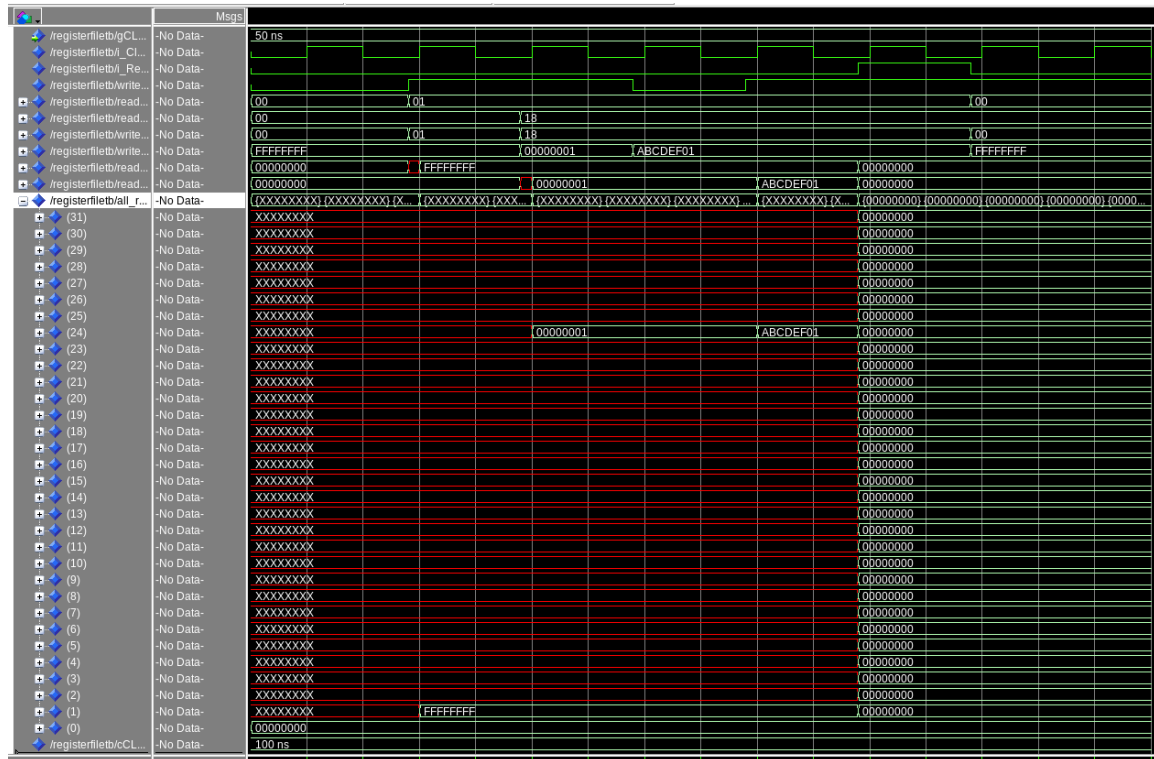 Msgs
/registerfiletb/gCL... -No Data- 50 ns
/registerfiletb/i_Cl... -No Data-
/registerfiletb/i_Re... -No Data-
/registerfiletb/write... -No Data-
/registerfiletb/read... -No Data- 00 01 00
/registerfiletb/read... -No Data- 00 18
/registerfiletb/write... -No Data- 00 01 18 00
/registerfiletb/write... -No Data- FFFFFFFF 00000001 ABCDEF01 FFFFFFFF
/registerfiletb/read... -No Data- 00000000 FFFFFFFF 00000000
/registerfiletb/read... -No Data- 00000000 00000001 ABCDEF01 00000000
/registerfiletb/all_r... -No Data- {XXXXXXXX} {XXXXXXXX} {X... {XXXXXXXX} {XXX... {XXXXXXXX} {XXXXXXXX} {XXXXXXXX} ... {XXXXXXXX} {X... {00000000} {00000000} {00000000} {00000000} {0000...
(31) -No Data- XXXXXXXX 00000000
(30) -No Data- XXXXXXXX 00000000
(29) -No Data- XXXXXXXX 00000000
(28) -No Data- XXXXXXXX 00000000
(27) -No Data- XXXXXXXX 00000000
(26) -No Data- XXXXXXXX 00000000
(25) -No Data- XXXXXXXX 00000000
(24) -No Data- XXXXXXXX 00000001 ABCDEF01 00000000
(23) -No Data- XXXXXXXX 00000000
(22) -No Data- XXXXXXXX 00000000
(21) -No Data- XXXXXXXX 00000000
(20) -No Data- XXXXXXXX 00000000
(19) -No Data- XXXXXXXX 00000000
(18) -No Data- XXXXXXXX 00000000
(17) -No Data- XXXXXXXX 00000000
(16) -No Data- XXXXXXXX 00000000
(15) -No Data- XXXXXXXX 00000000
(14) -No Data- XXXXXXXX 00000000
(13) -No Data- XXXXXXXX 00000000
(12) -No Data- XXXXXXXX 00000000
(11) -No Data- XXXXXXXX 00000000
(10) -No Data- XXXXXXXX 00000000
(9) -No Data- XXXXXXXX 00000000
(8) -No Data- XXXXXXXX 00000000
(7) -No Data- XXXXXXXX 00000000
(6) -No Data- XXXXXXXX 00000000
(5) -No Data- XXXXXXXX 00000000
(4) -No Data- XXXXXXXX 00000000
(3) -No Data- XXXXXXXX 00000000
(2) -No Data- XXXXXXXX 00000000
(1) -No Data- XXXXXXXX FFFFFFFF 00000000
(0) -No Data- 00000000
/registerfiletb/cCL... -No Data- 100 ns